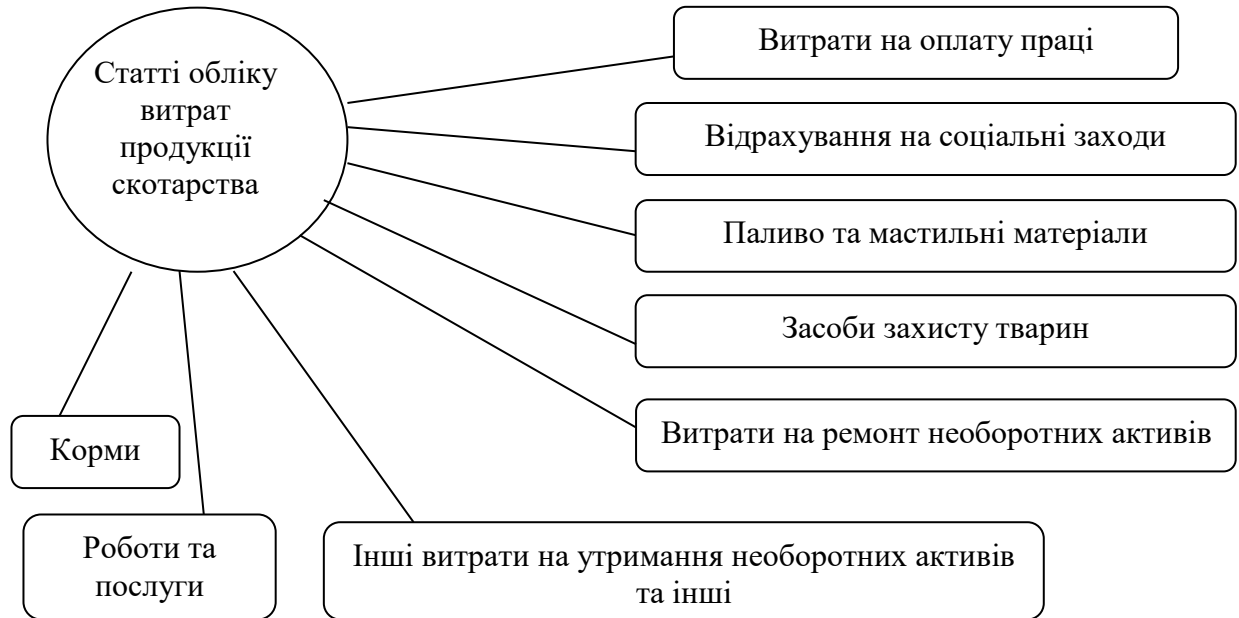 Статті обліку
витрат
продукції
скотарства
Витрати на оплату праці
Відрахування на соціальні заходи
Паливо та мастильні матеріали
Засоби захисту тварин
Витрати на ремонт необоротних активів
Корми
Роботи та
послуги
Інші витрати на утримання необоротних активів
та інші